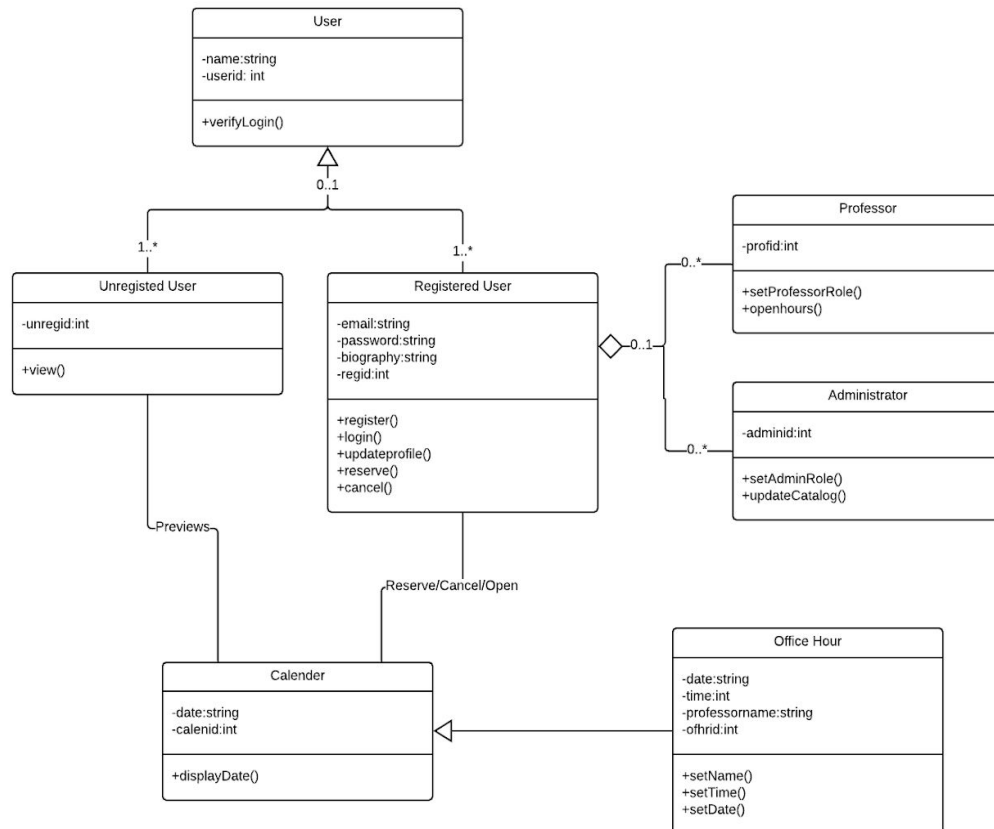 User
-name:string
-userid: int
+verifyLogin()
0..1
1..*
1..*
Unregisted User
-unregid:int
+view()
Registered User
-email:string
-password:string
-biography:string
-regid:int
+register()
+login()
+updateprofile()
+reserve()
+cancel()
0..1
0..*
0..*
Professor
-profid:int
+setProfessorRole()
+openhours()
Administrator
-adminid:int
+setAdminRole()
+updateCatalog()
Previews
Reserve/Cancel/Open
Calender
-date:string
-calenid:int
+displayDate()
Office Hour
-date:string
-time:int
-professorname:string
-ofhrid:int
+setName()
+setTime()
+setDate()